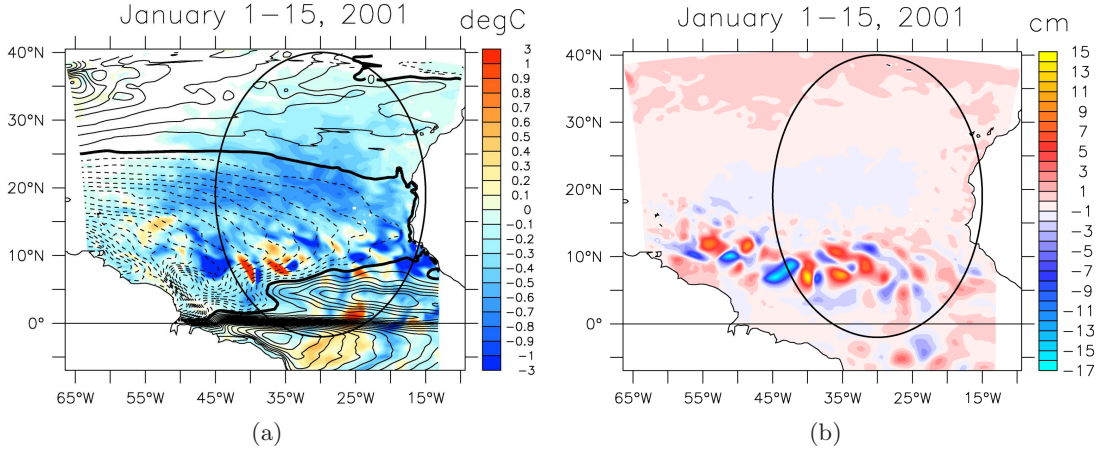 January 1–15, 2001
degC
40°N
30°N
20°N
10°N
0°
65°W 55°W 45°W 35°W 25°W 15°W
0
3
1
0.9
0.8
0.7
0.6
0.5
0.4
0.3
0.2
0.1
0
−0.1
−0.2
−0.3
−0.4
−0.5
−0.6
−0.7
−0.8
−0.9
−1
−3
(a)
January 1–15, 2001
cm
40°N
30°N
20°N
10°N
0°
65°W 55°W 45°W 35°W 25°W 15°W
15
13
11
9
7
5
3
1
−1
−3
−5
−7
−9
−11
−13
−15
−17
(b)